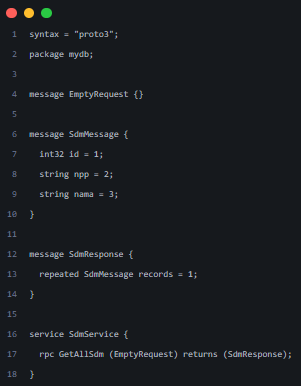 1 syntax = "proto3";
2 package mydb;
3
4 message EmptyRequest {}
5
6 message SdmMessage {
7   int32 id = 1;
8   string npp = 2;
9   string nama = 3;
10 }
11
12 message SdmResponse {
13   repeated SdmMessage records = 1;
14 }
15
16 service SdmService {
17   rpc GetAllSdm (EmptyRequest) returns (SdmResponse);
18 }